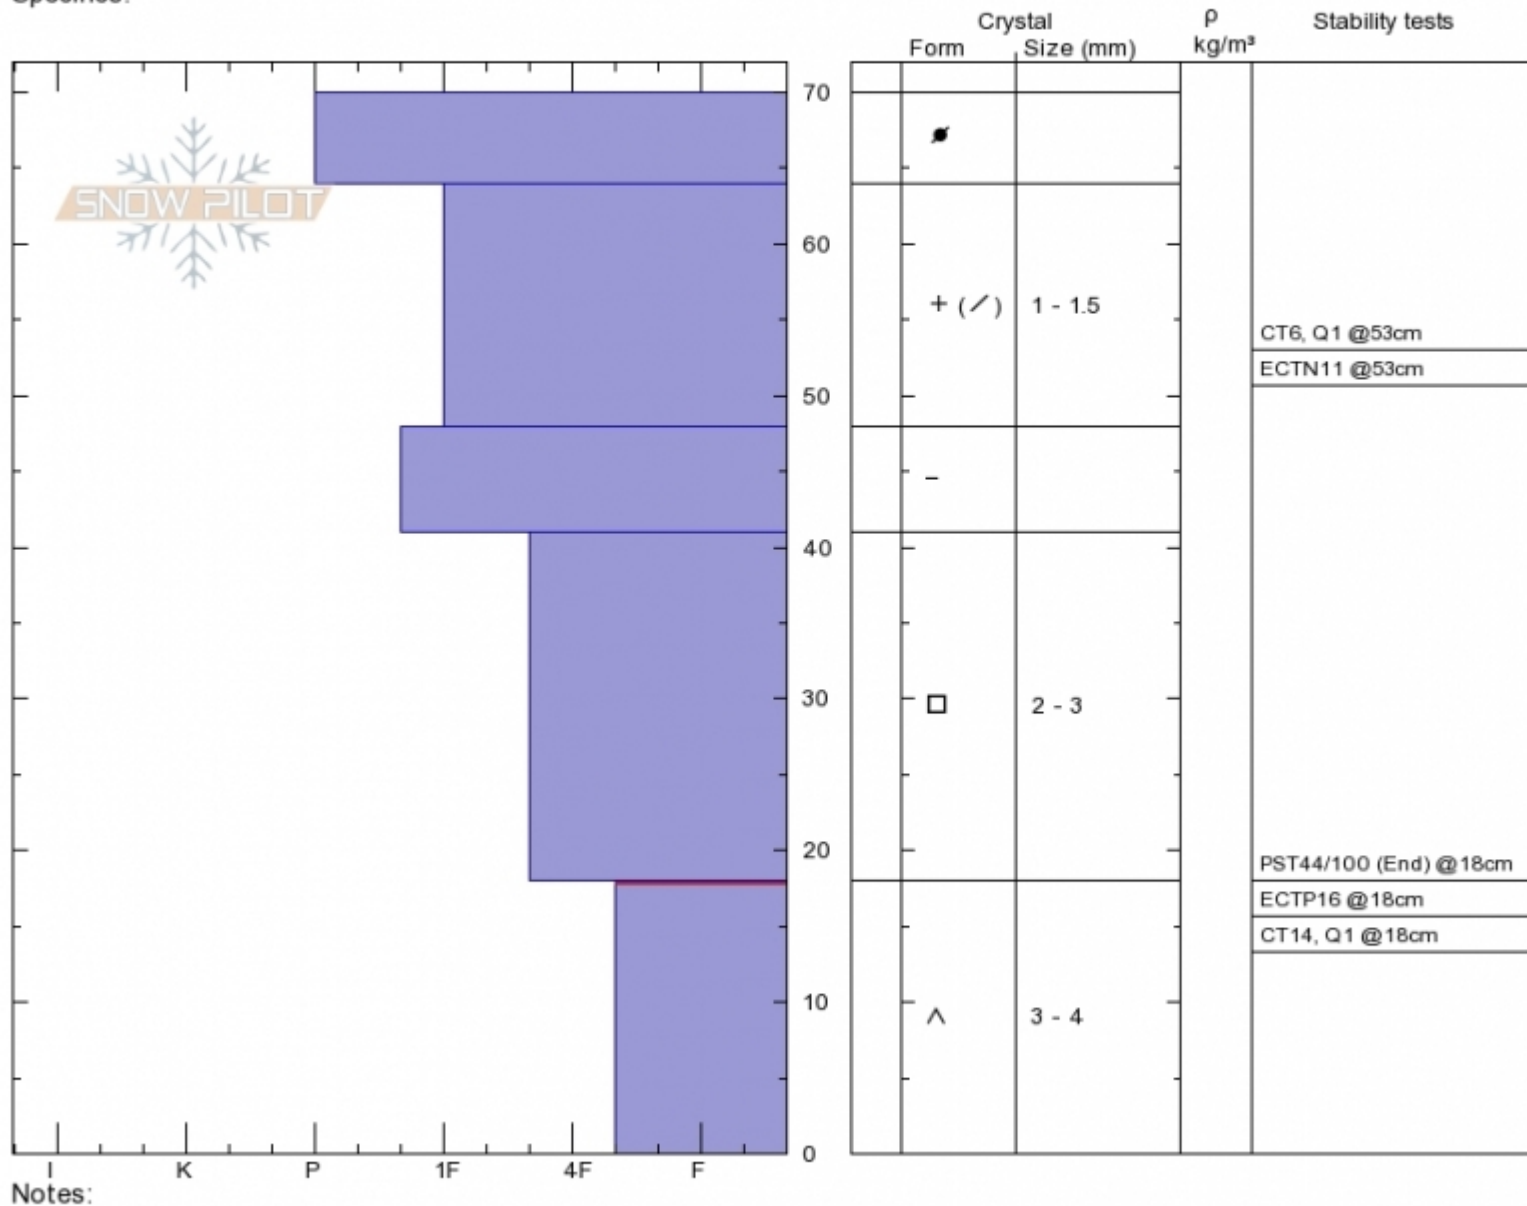 Crystal ρ Stability tests
Form Size (mm) kg/m³
70
SNOW PILOT
60
+ (∕) 1 - 1.5
CT6, Q1 @53cm
ECTN11 @53cm
50
-
40
30
2 - 3
20
PST44/100 (End) @18cm
ECTP16 @18cm
CT14, Q1 @18cm
10
3 - 4
0
I K P 1F 4F F
Notes: